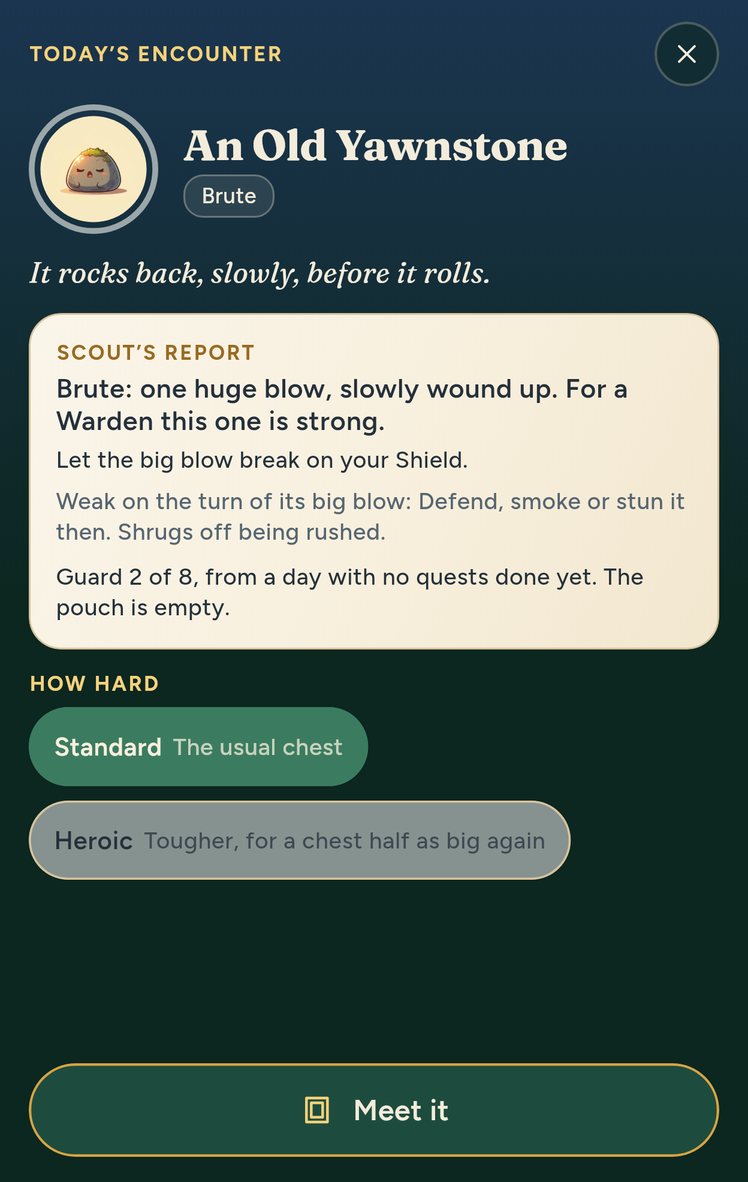 TODAY’S ENCOUNTER
An Old Yawnstone
Brute
It rocks back, slowly, before it rolls.
SCOUT’S REPORT
Brute: one huge blow, slowly wound up. For a
Warden this one is strong.
Let the big blow break on your Shield.
Weak on the turn of its big blow: Defend, smoke or stun it
then. Shrugs off being rushed.
Guard 2 of 8, from a day with no quests done yet. The
pouch is empty.
HOW HARD
Standard The usual chest
Heroic Tougher, for a chest half as big again
Meet it